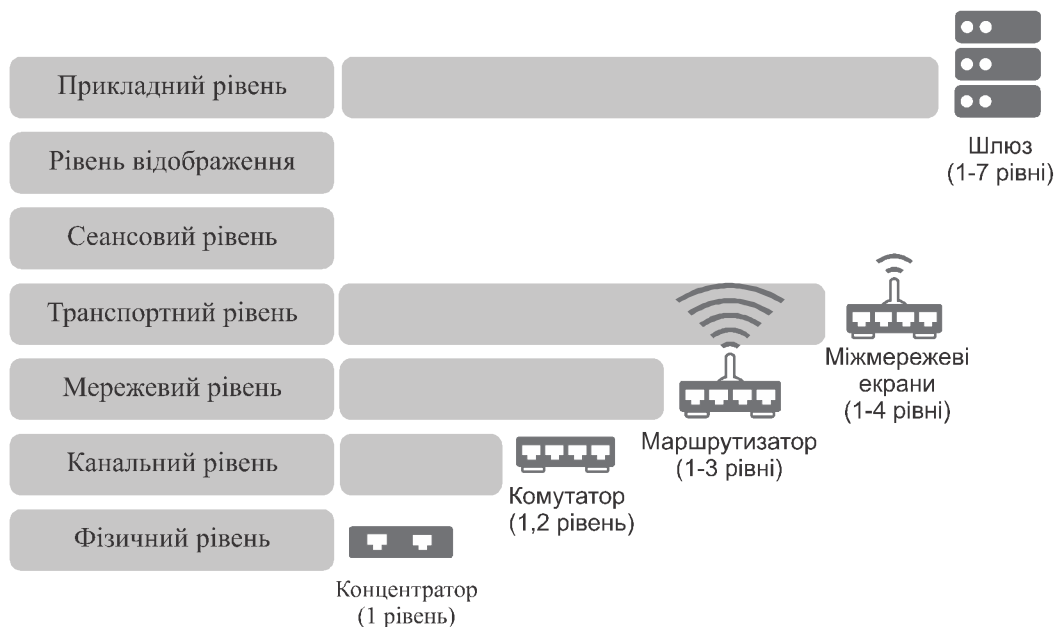 Прикладний рівень
Шлюз
(1-7 рівні)
Рівень відображення
Сеансовий рівень
Транспортний рівень
Міжмережеві
екрани
(1-4 рівні)
Мережевий рівень
Маршрутизатор
(1-3 рівні)
Канальний рівень
Комутатор
(1,2 рівень)
Фізичний рівень
Концентратор
(1 рівень)